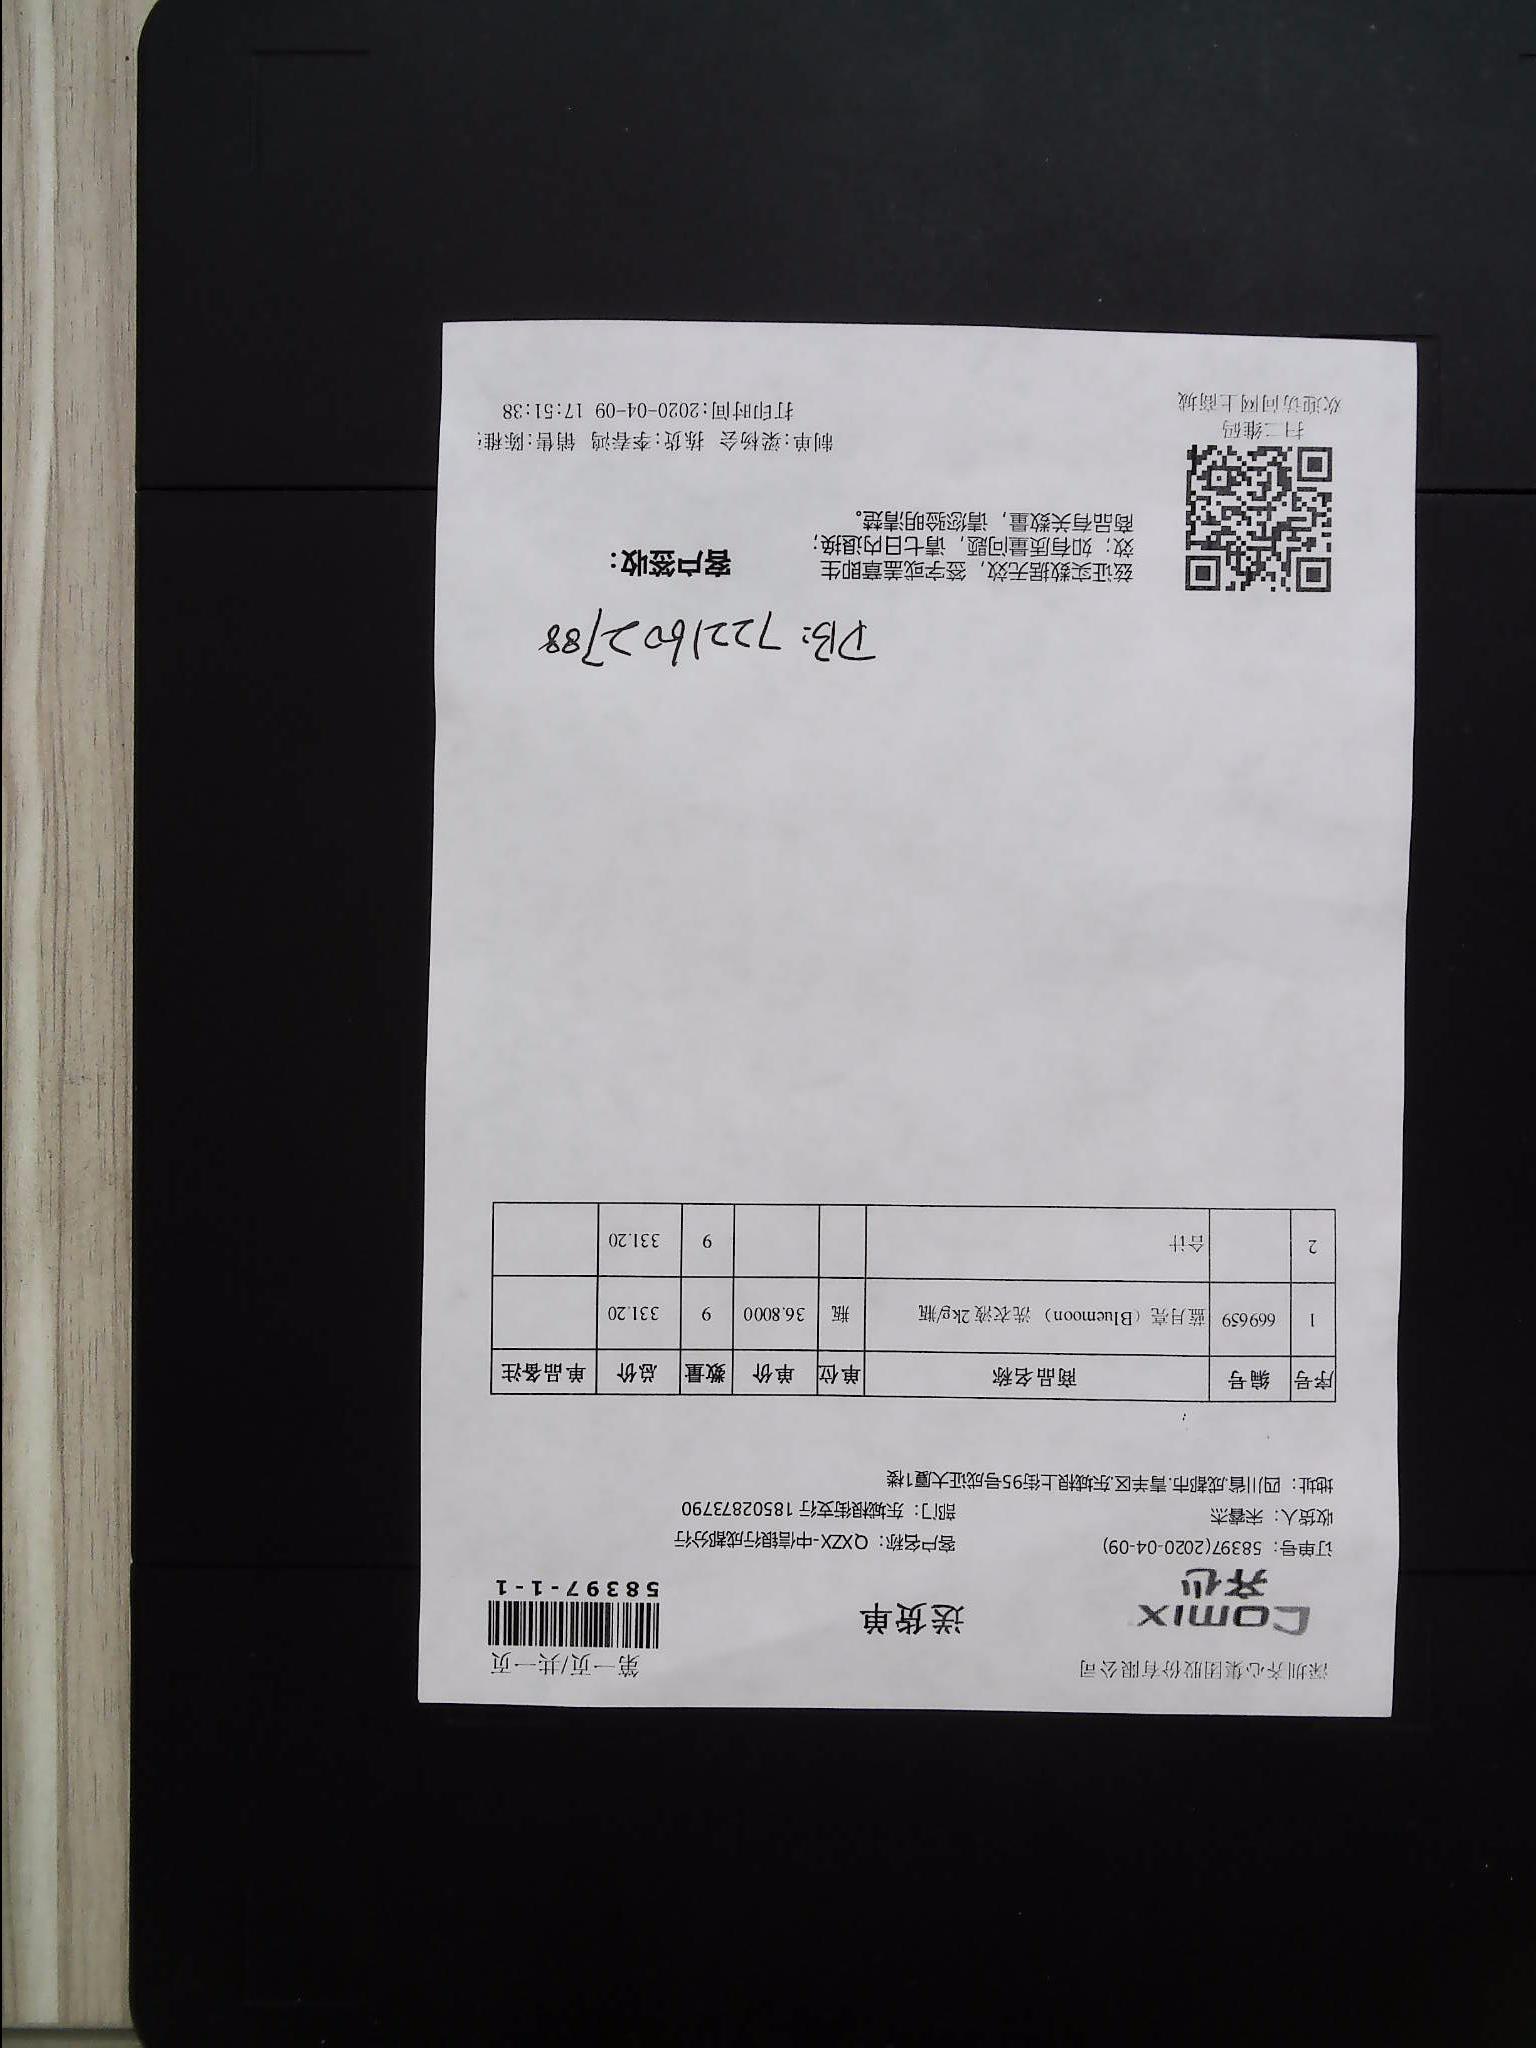 深圳齐心集团股份有限公司
第一页/共一页
comix
齐心
送货单
58397-1-1
订单号：58397(2020-04-09)
客户名称：QXZX-中信银行成都分行
收货人：宋睿杰
部门：东城根街支行 18502873790
地址：四川省.成都市.青羊区.东城根上街95号成证大厦1楼
序号 编号 商品名称 单位 单价 数量 总价 单品备注
1 669659 蓝月亮（Bluemoon）洗衣液 2kg/瓶 瓶 36.8000 9 331.20
2 合计 9 331.20
DB: 7221602788
兹证实数据无效，签字或盖章即生
效；如有质量问题，请七日内退换；
商品有关数量，请您验明清楚。
客户签收：
扫二维码
欢迎访问网上商城
制单:梁杨会 拣货:李春鸿 销售:陈稚
打印时间:2020-04-09 17:51:38